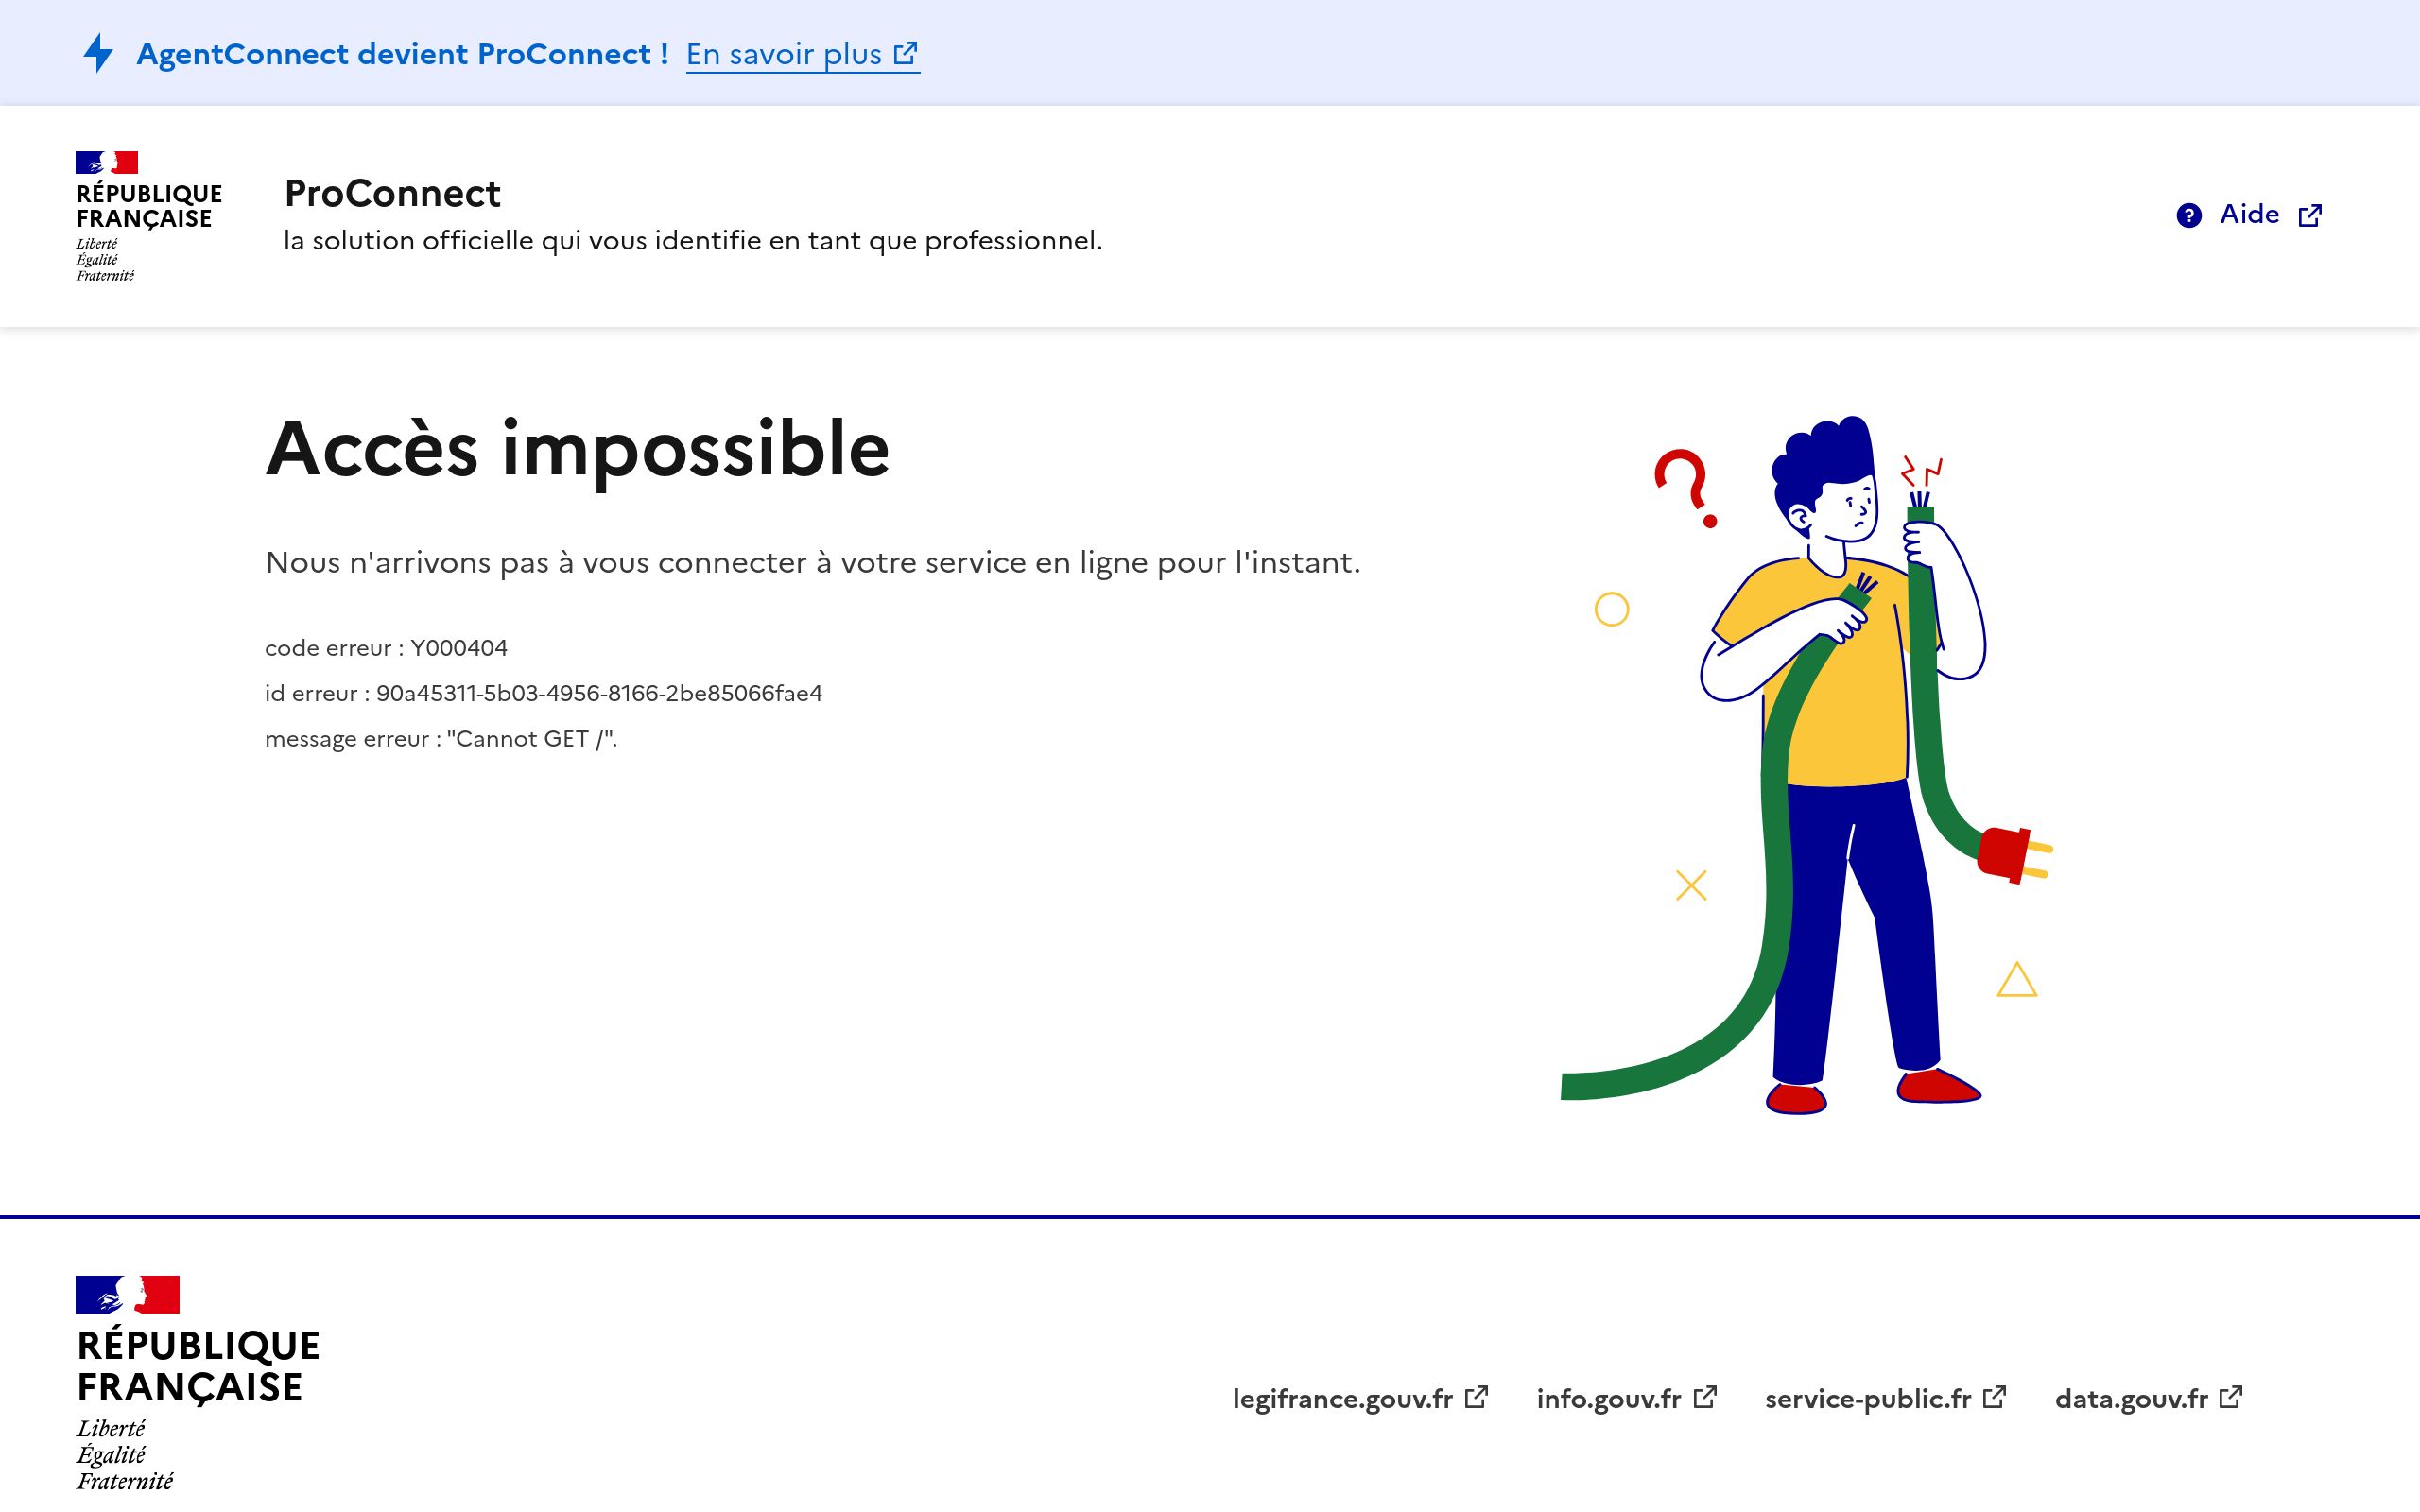 AgentConnect devient ProConnect ! En savoir plus
RÉPUBLIQUE
FRANÇAISE
Liberté
Égalité
Fraternité
ProConnect
la solution officielle qui vous identifie en tant que professionnel.
Aide
Accès impossible
Nous n'arrivons pas à vous connecter à votre service en ligne pour l'instant.
code erreur : Y000404
id erreur : 90a45311-5b03-4956-8166-2be85066fae4
message erreur : "Cannot GET /".
RÉPUBLIQUE
FRANÇAISE
Liberté
Égalité
Fraternité
legifrance.gouv.fr info.gouv.fr service-public.fr data.gouv.fr